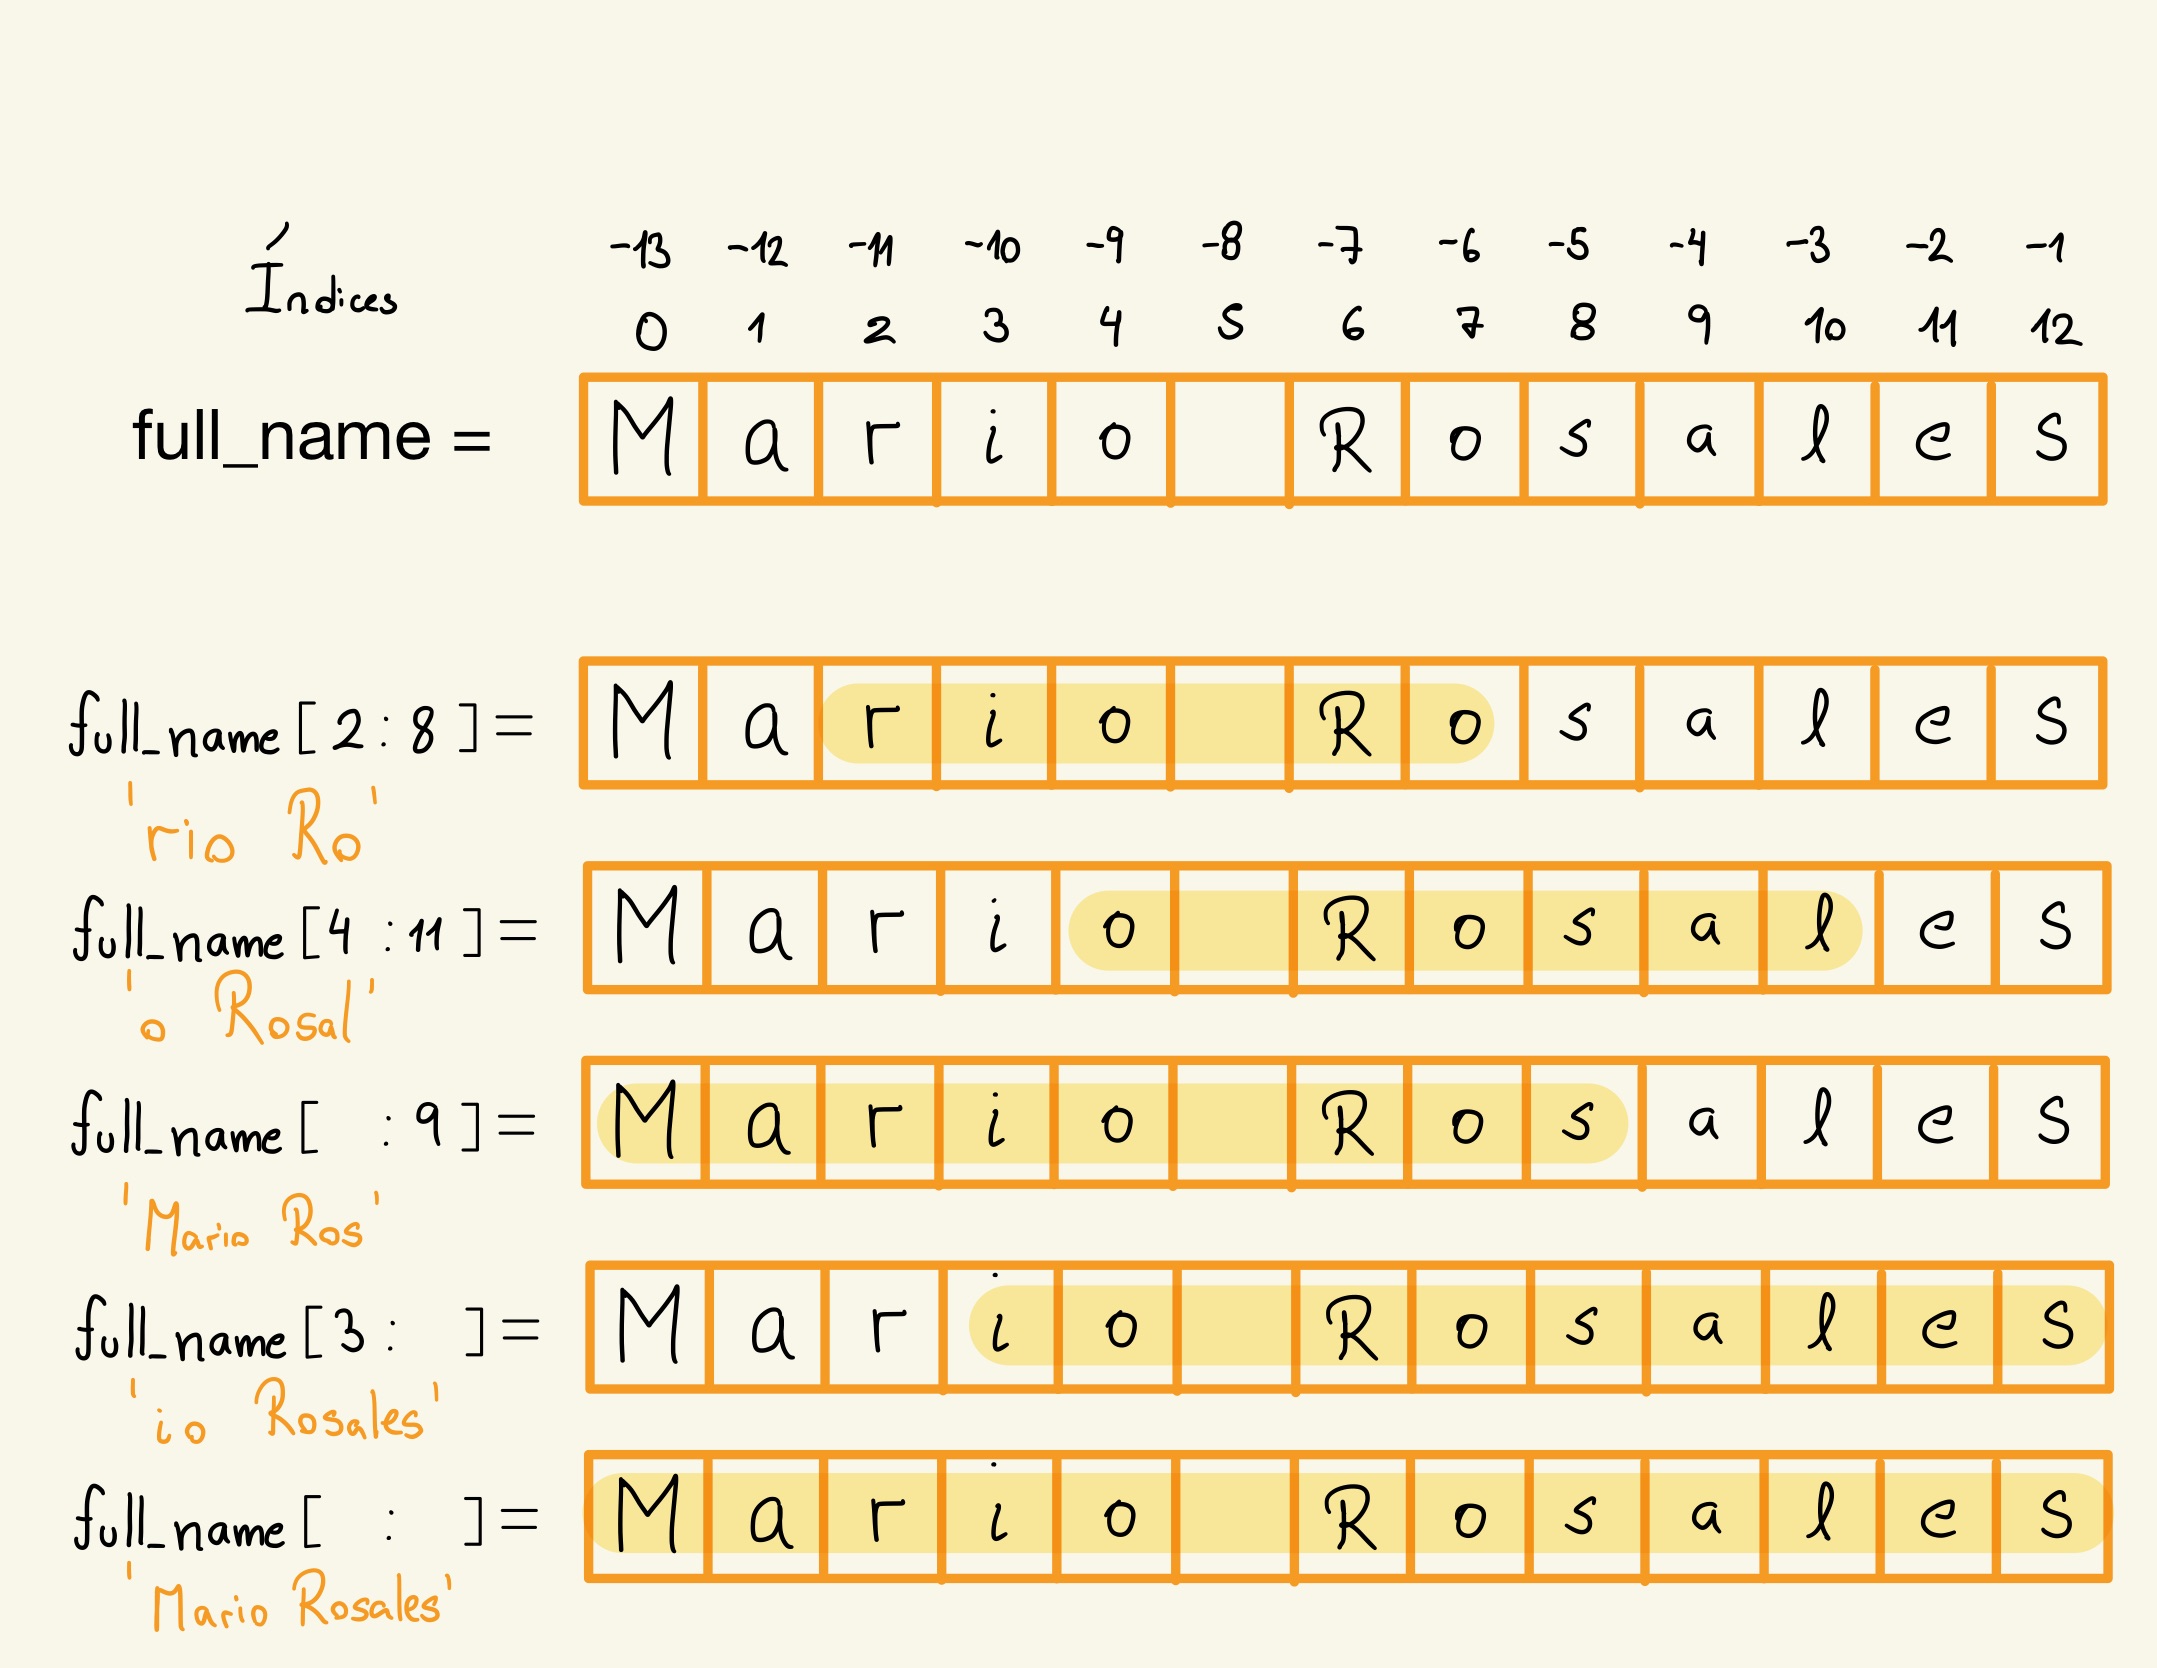 Índices
-13 -12 -11 -10 -9 -8 -7 -6 -5 -4 -3 -2 -1
0 1 2 3 4 5 6 7 8 9 10 11 12
full_name = M a r i o R o s a l e s
full_name[2:8]= M a r i o R o s a l e s
'rio Ro'
full_name[4:11]= M a r i o R o s a l e s
'o Rosal'
full_name[ :9]= M a r i o R o s a l e s
'Mario Ros'
full_name[3: ]= M a r i o R o s a l e s
'io Rosales'
full_name[ : ]= M a r i o R o s a l e s
'Mario Rosales'